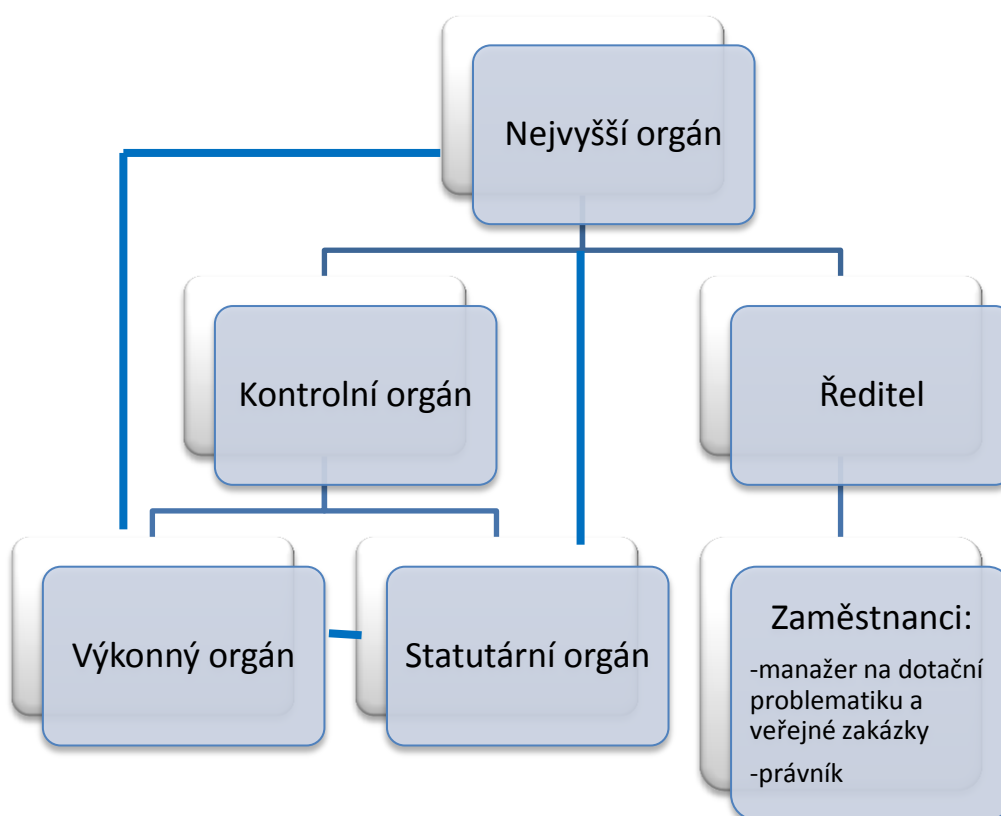 Nejvyšší orgán
Kontrolní orgán
Ředitel
Výkonný orgán
Statutární orgán
Zaměstnanci:
-manažer na dotační
problematiku a
veřejné zakázky
-právník